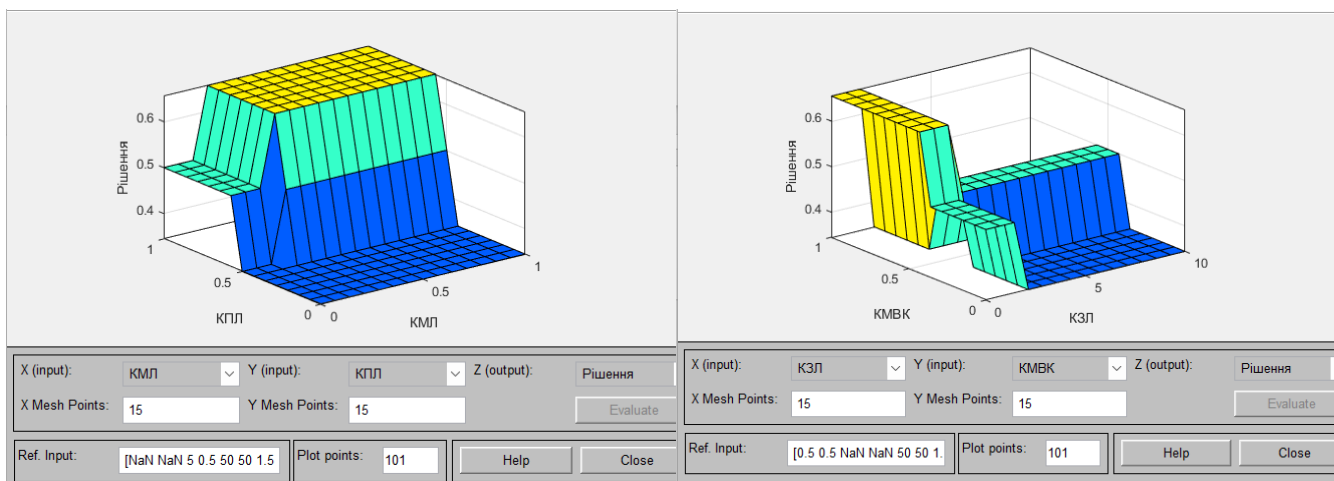 0.6
0.5
0.4
Рішення
1
0.5
0
КПЛ
0
0.5
1
КМЛ
X (input): КМЛ Y (input): КПЛ Z (output): Рішення
X Mesh Points: 15 Y Mesh Points: 15 Evaluate
Ref. Input: [NaN NaN 5 0.5 50 50 1.5 Plot points: 101 Help Close
0.6
0.5
0.4
Рішення
1
0.5
0
КМВК
0
5
10
КЗЛ
X (input): КЗЛ Y (input): КМВК Z (output): Рішення
X Mesh Points: 15 Y Mesh Points: 15 Evaluate
Ref. Input: [0.5 0.5 NaN NaN 50 50 1. Plot points: 101 Help Close